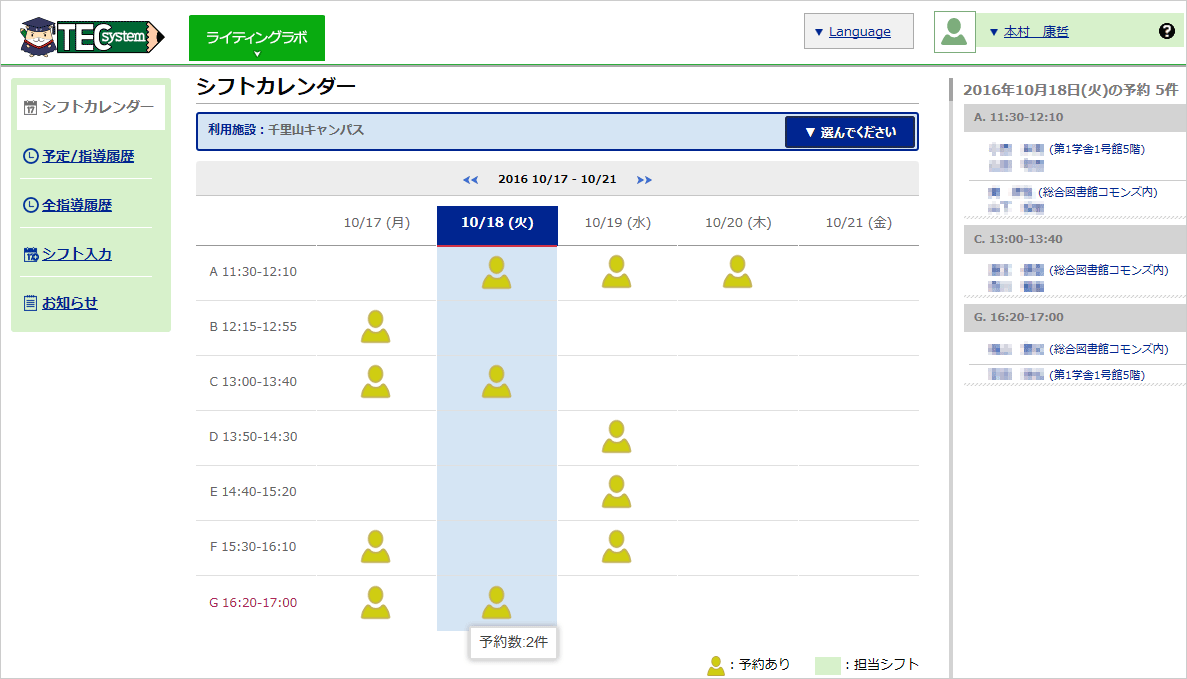 TECsystem
ライティングラボ
▼ Language
▼ 本村 康哲
?
シフトカレンダー
予定/指導履歴
全指導履歴
シフト入力
お知らせ
シフトカレンダー
利用施設：千里山キャンパス
▼ 選んでください
2016 10/17 - 10/21
10/17 (月) 10/18 (火) 10/19 (水) 10/20 (木) 10/21 (金)
A 11:30-12:10
B 12:15-12:55
C 13:00-13:40
D 13:50-14:30
E 14:40-15:20
F 15:30-16:10
G 16:20-17:00
予約数:2件
：予約あり ：担当シフト
2016年10月18日(火)の予約 5件
A. 11:30-12:10
(第1学舎1号館5階)
(総合図書館コモンズ内)
C. 13:00-13:40
(総合図書館コモンズ内)
G. 16:20-17:00
(総合図書館コモンズ内)
(第1学舎1号館5階)